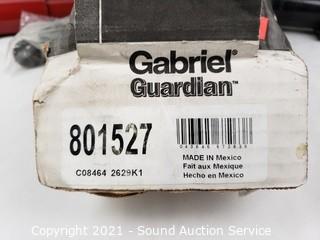 Gabriel®
Guardian™
801527
C08464 2629K1
MADE IN Mexico
Fait aux Mexique
Hecho en Mexico
Copyright © 2021 - Sound Auction Service